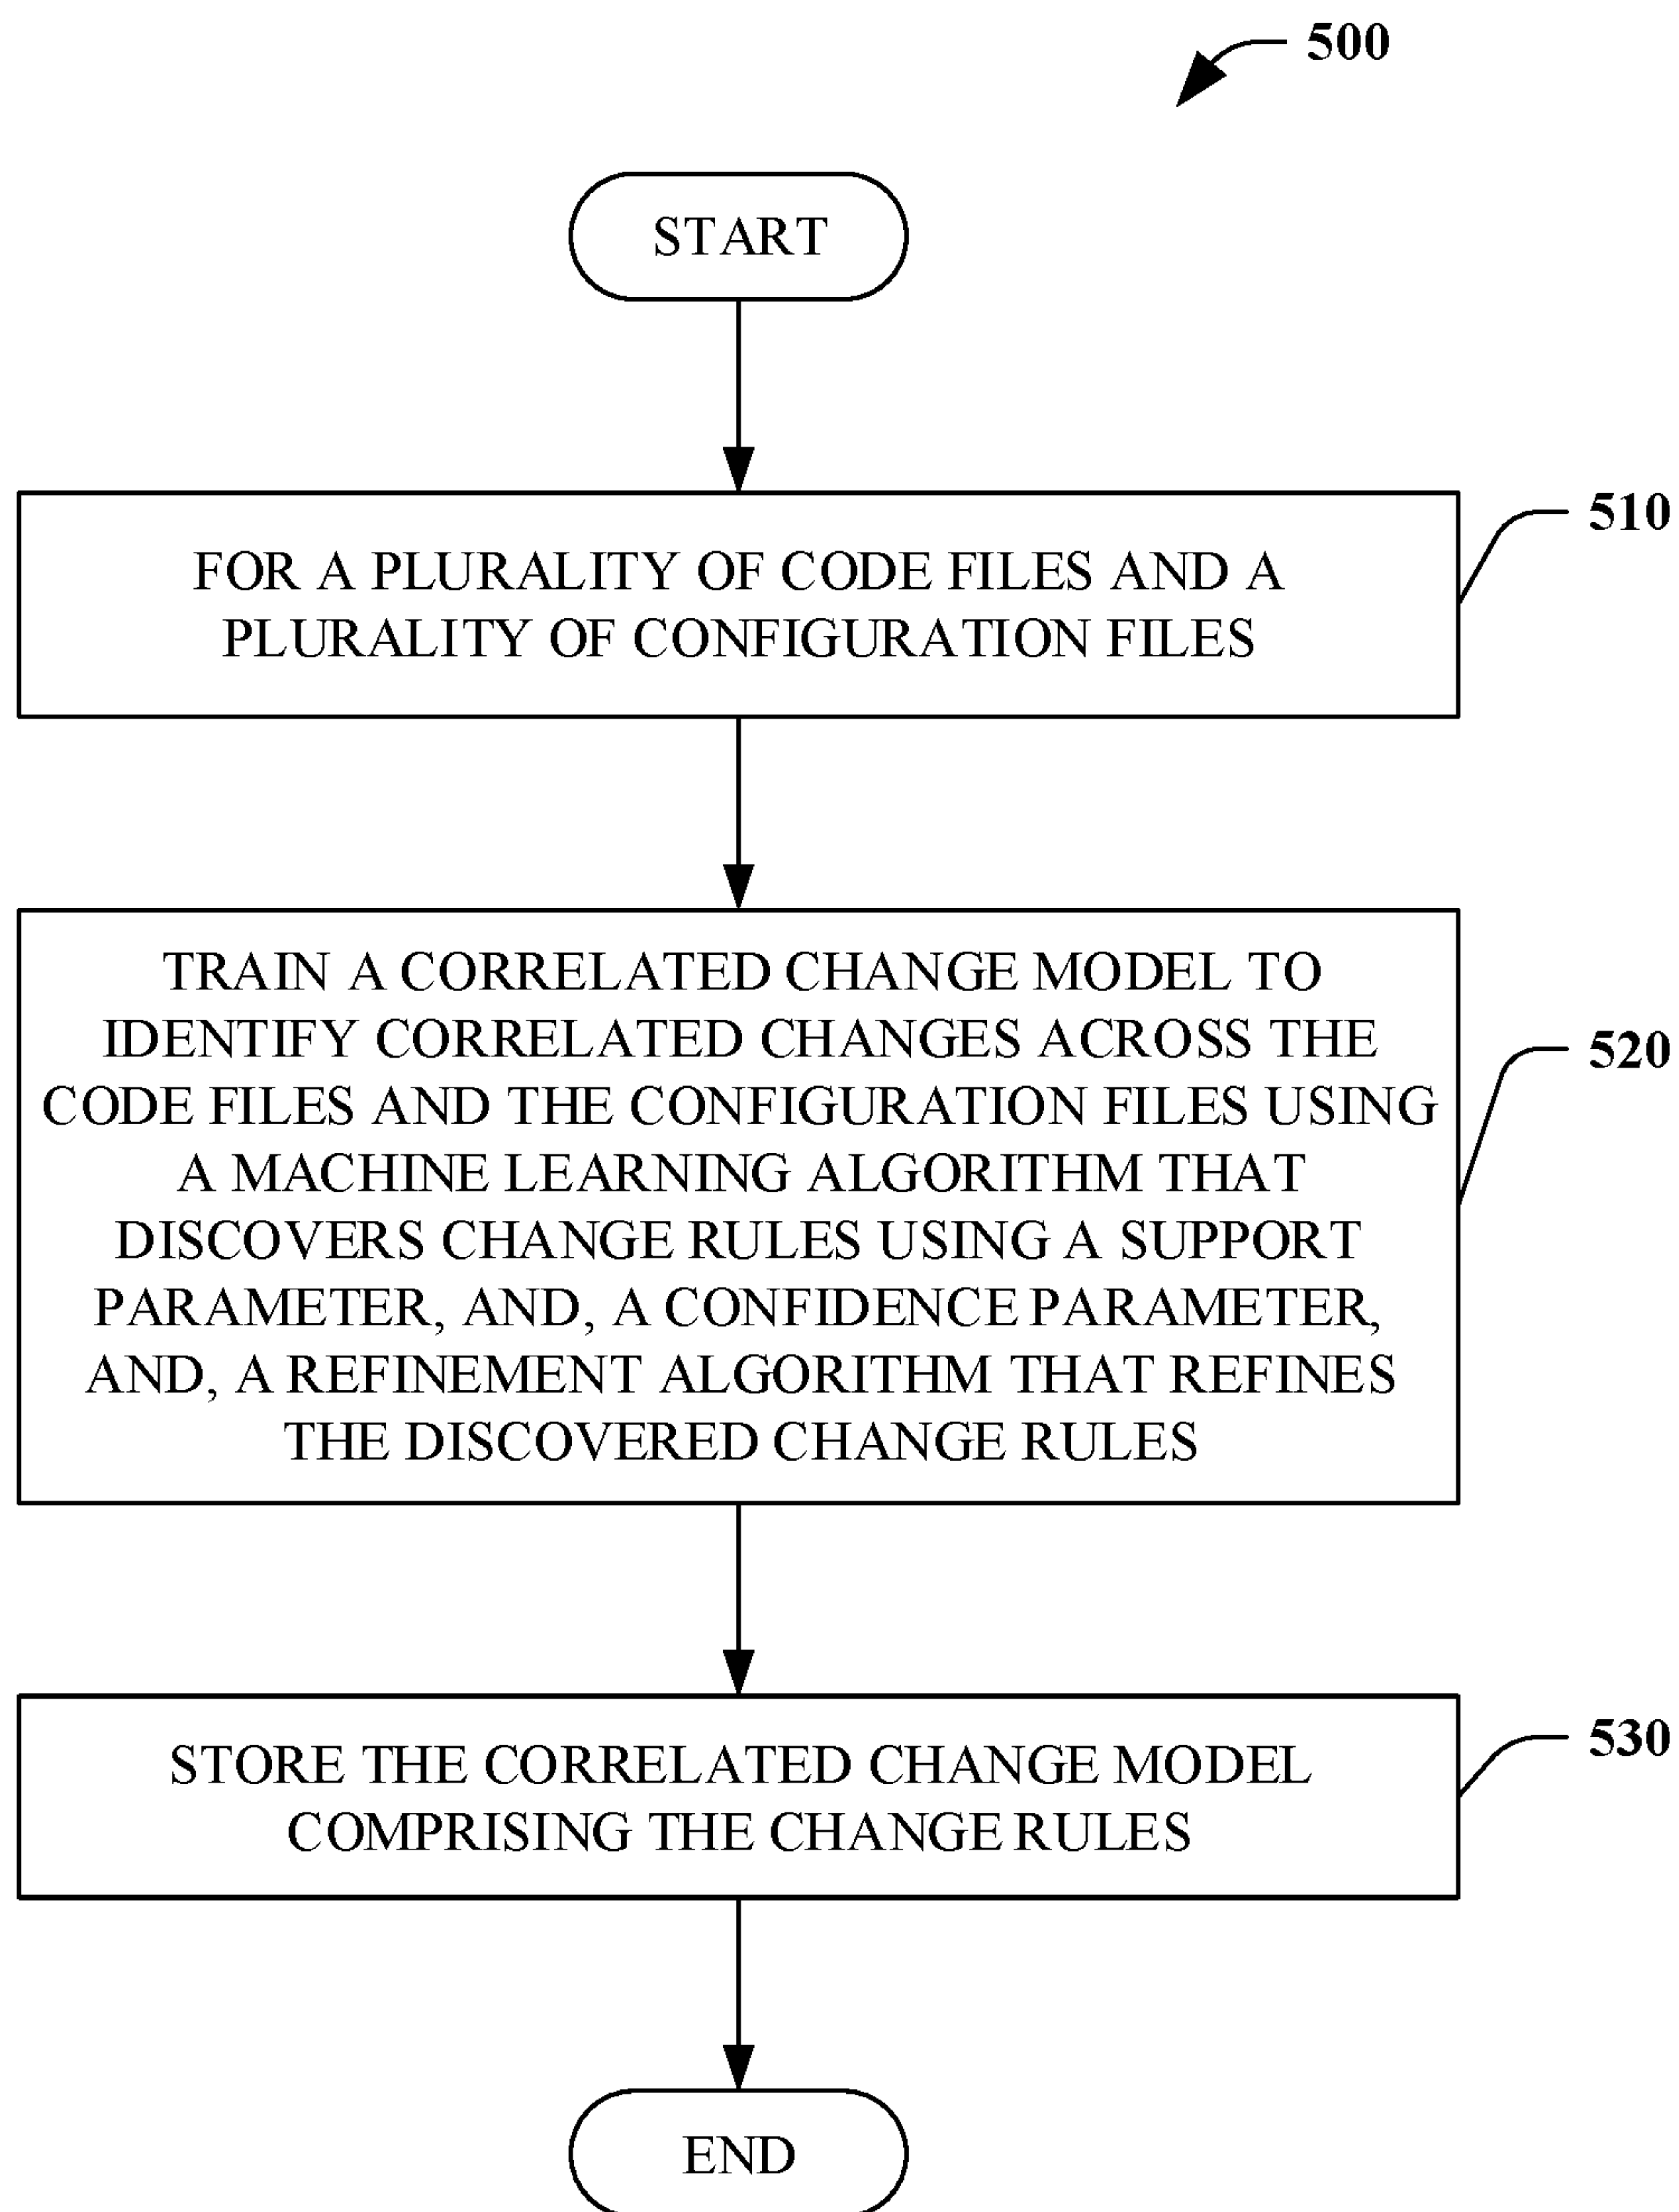 500
START
FOR A PLURALITY OF CODE FILES AND A
PLURALITY OF CONFIGURATION FILES
510
TRAIN A CORRELATED CHANGE MODEL TO
IDENTIFY CORRELATED CHANGES ACROSS THE
CODE FILES AND THE CONFIGURATION FILES USING
A MACHINE LEARNING ALGORITHM THAT
DISCOVERS CHANGE RULES USING A SUPPORT
PARAMETER, AND, A CONFIDENCE PARAMETER,
AND, A REFINEMENT ALGORITHM THAT REFINES
THE DISCOVERED CHANGE RULES
520
STORE THE CORRELATED CHANGE MODEL
COMPRISING THE CHANGE RULES
530
END